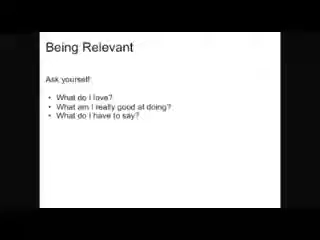 Being Relevant
Ask yourself:
• What do I love?
• What am I really good at doing?
• What do I have to say?